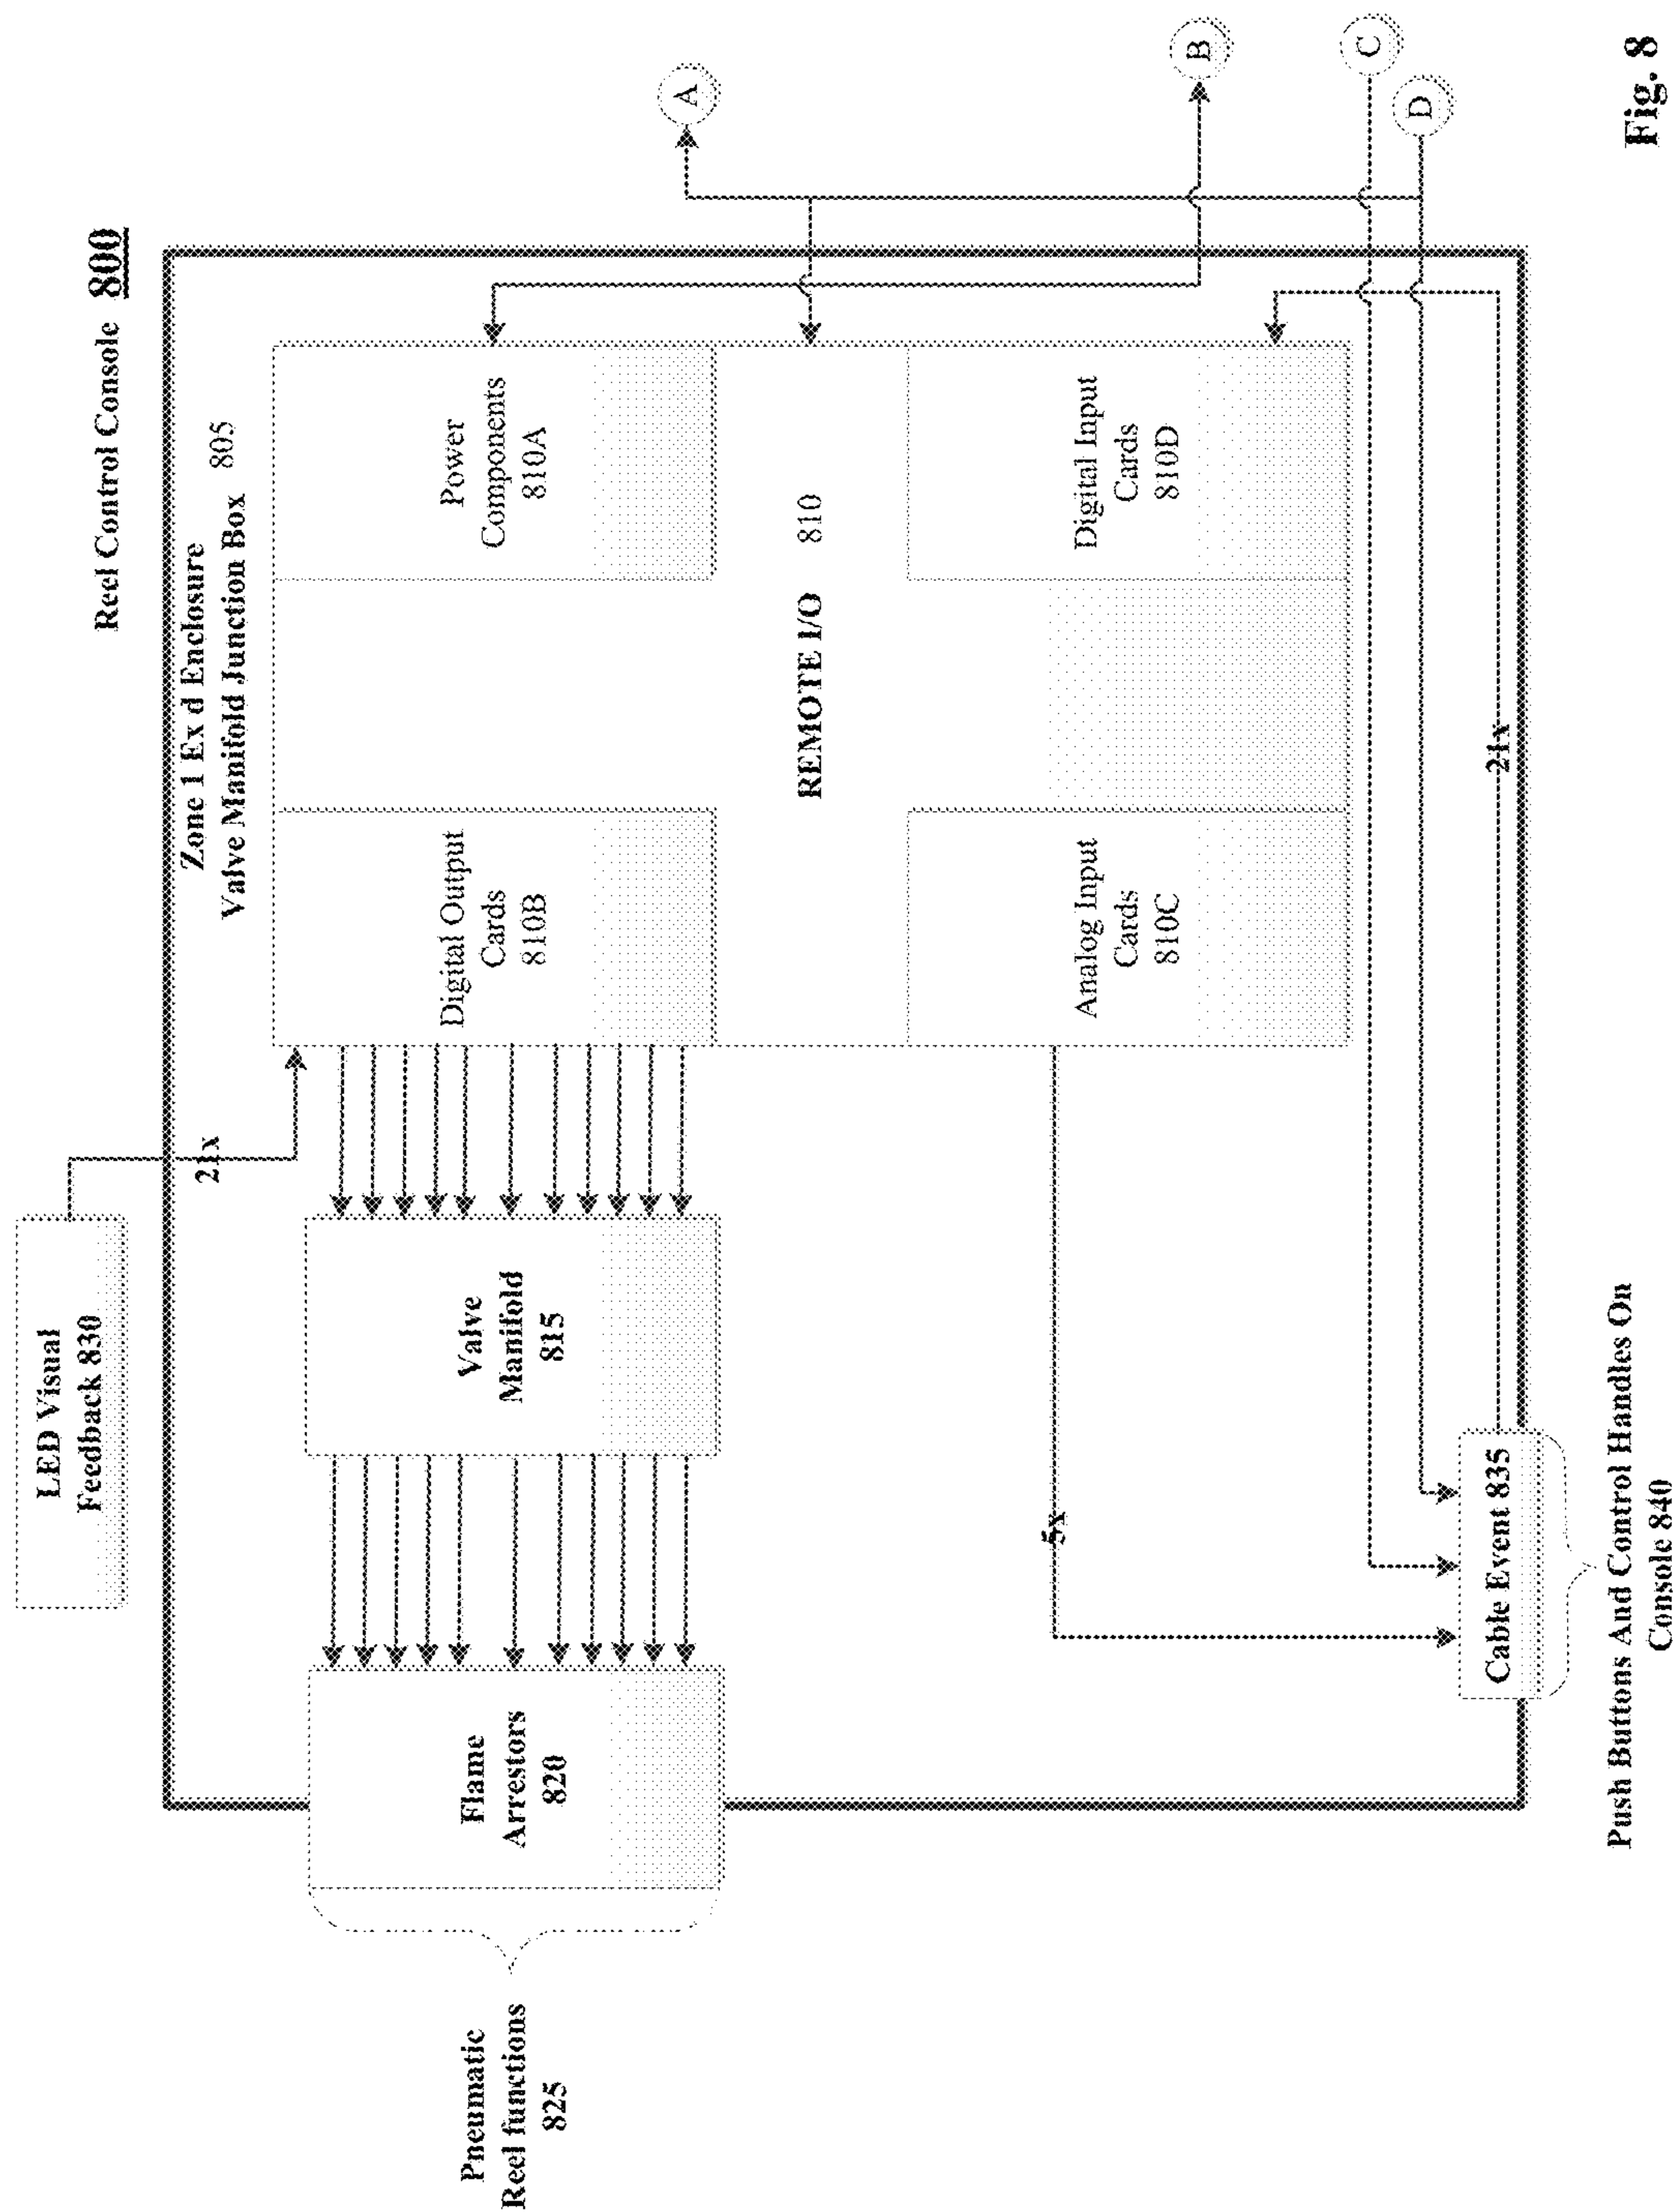 Reel Control Console 800
Zone 1 Ex d Enclosure
Valve Manifold Junction Box 805
LED Visual
Feedback 830
21x
Pneumatic
Reel functions
825
Flame
Arrestors
820
Valve
Manifold
815
Digital Output
Cards
810B
Power
Components
810A
REMOTE I/O 810
Analog Input
Cards
810C
Digital Input
Cards
810D
5x
21x
Cable Event 835
Push Buttons And Control Handles On
Console 840
A
B
C
D
Fig. 8